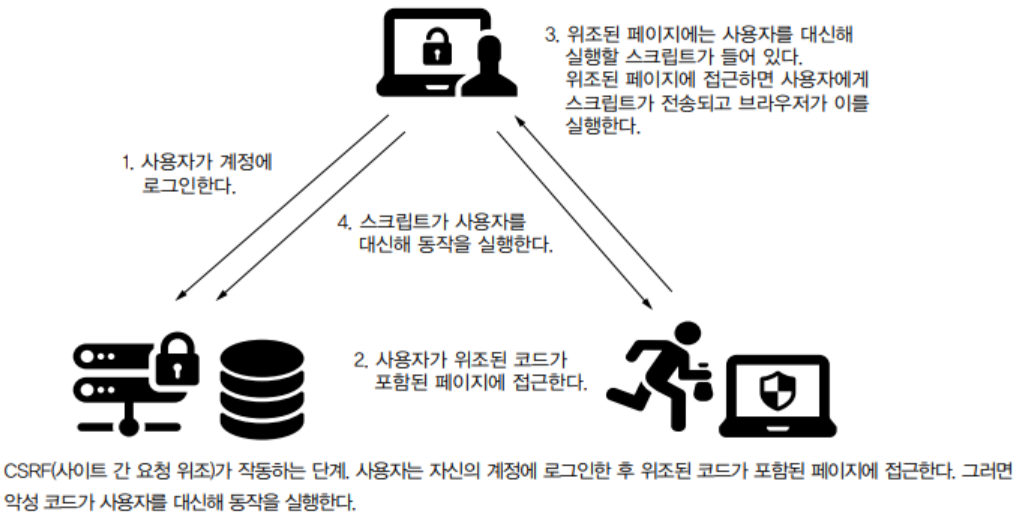 3. 위조된 페이지에는 사용자를 대신해
실행할 스크립트가 들어 있다.
위조된 페이지에 접근하면 사용자에게
스크립트가 전송되고 브라우저가 이를
실행한다.
1. 사용자가 계정에
로그인한다.
4. 스크립트가 사용자를
대신해 동작을 실행한다.
2. 사용자가 위조된 코드가
포함된 페이지에 접근한다.
CSRF(사이트 간 요청 위조)가 작동하는 단계. 사용자는 자신의 계정에 로그인한 후 위조된 코드가 포함된 페이지에 접근한다. 그러면
악성 코드가 사용자를 대신해 동작을 실행한다.